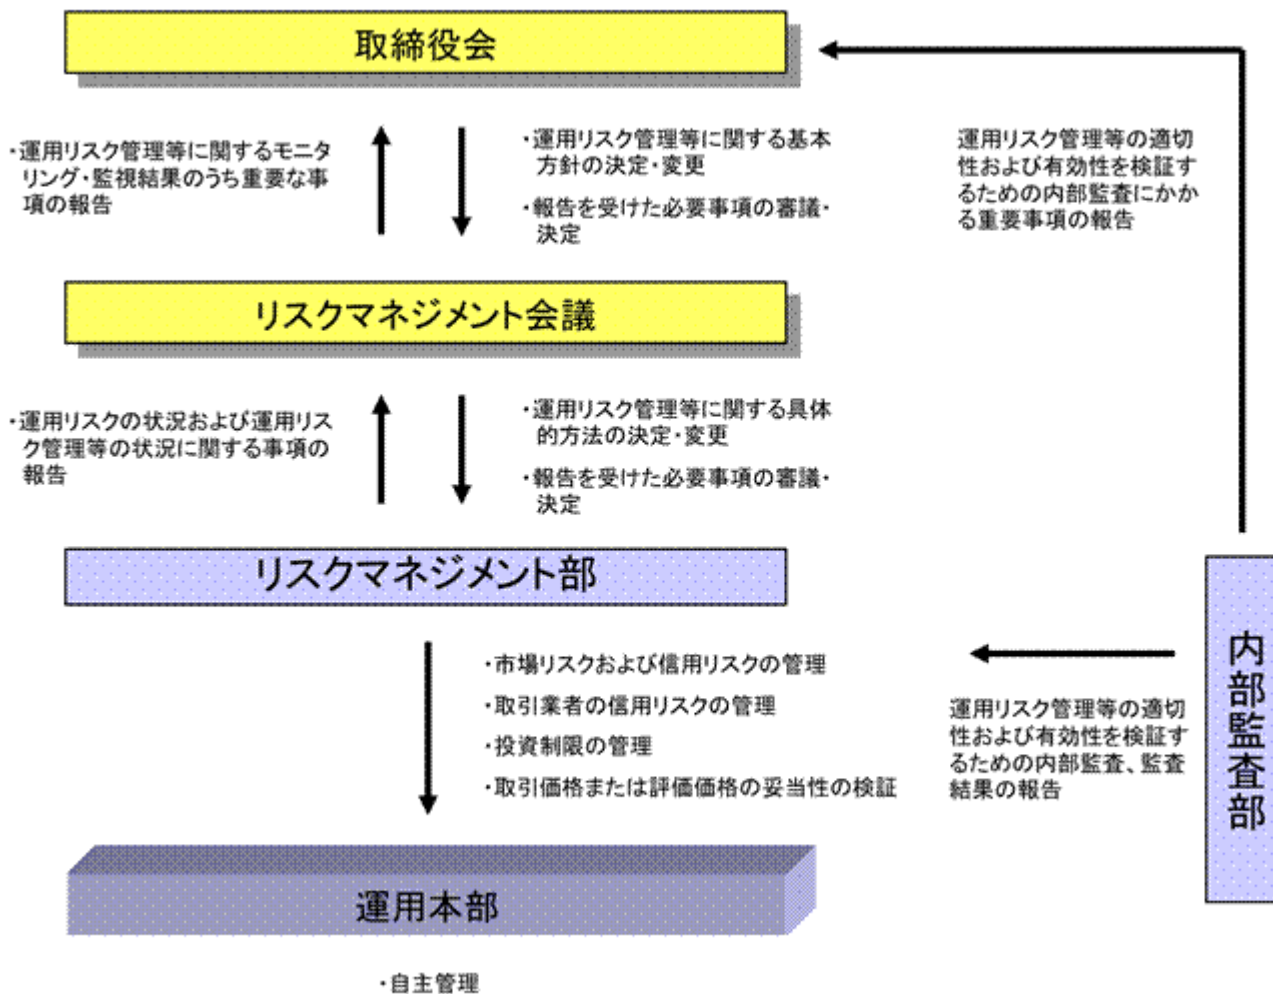 取締役会
・運用リスク管理等に関するモニタ
リング・監視結果のうち重要な事
項の報告
・運用リスク管理等に関する基本
方針の決定・変更
・報告を受けた必要事項の審議・
決定
運用リスク管理等の適切
性および有効性を検証す
るための内部監査にかか
る重要事項の報告
リスクマネジメント会議
・運用リスクの状況および運用リス
ク管理等の状況に関する事項の
報告
・運用リスク管理等に関する具体
的方法の決定・変更
・報告を受けた必要事項の審議・
決定
リスクマネジメント部
・市場リスクおよび信用リスクの管理
・取引業者の信用リスクの管理
・投資制限の管理
・取引価格または評価価格の妥当性の検証
運用リスク管理等の適切
性および有効性を検証す
るための内部監査、監査
結果の報告
内部監査部
運用本部
・自主管理